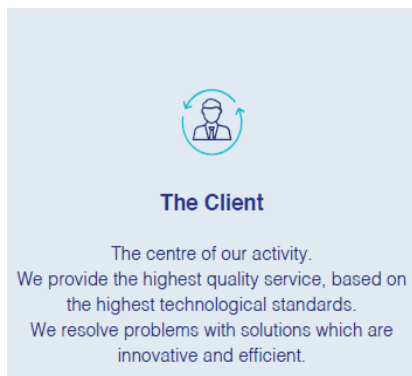 The Client
The centre of our activity.
We provide the highest quality service, based on
the highest technological standards.
We resolve problems with solutions which are
innovative and efficient.